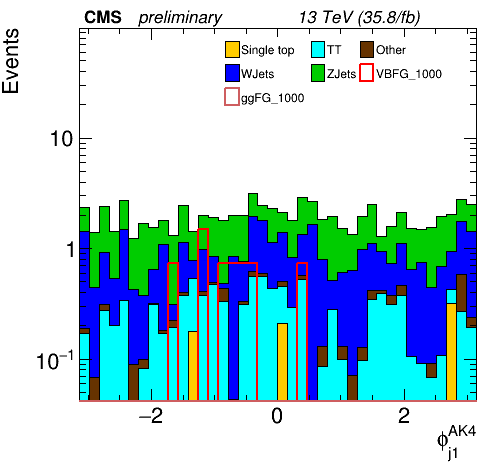 CMS preliminary 13 TeV (35.8/fb)
Events
Single top TT Other
WJets ZJets VBFG_1000
ggFG_1000
10
1
10⁻¹
−2 0 2
ϕ_j1^AK4